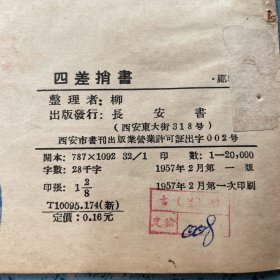 四差捎書
整理者：柳
出版發行：長安書
（西安東大街318号）
西安市書刊出版業營業許可証出字002号
開本：787×1092 32/1 印數：1—20,000
字數：28千字 1957年2月第一版
印張：1 2/8 1957年2月第一次印刷
T10095.174（新）
定價：0.16元
008